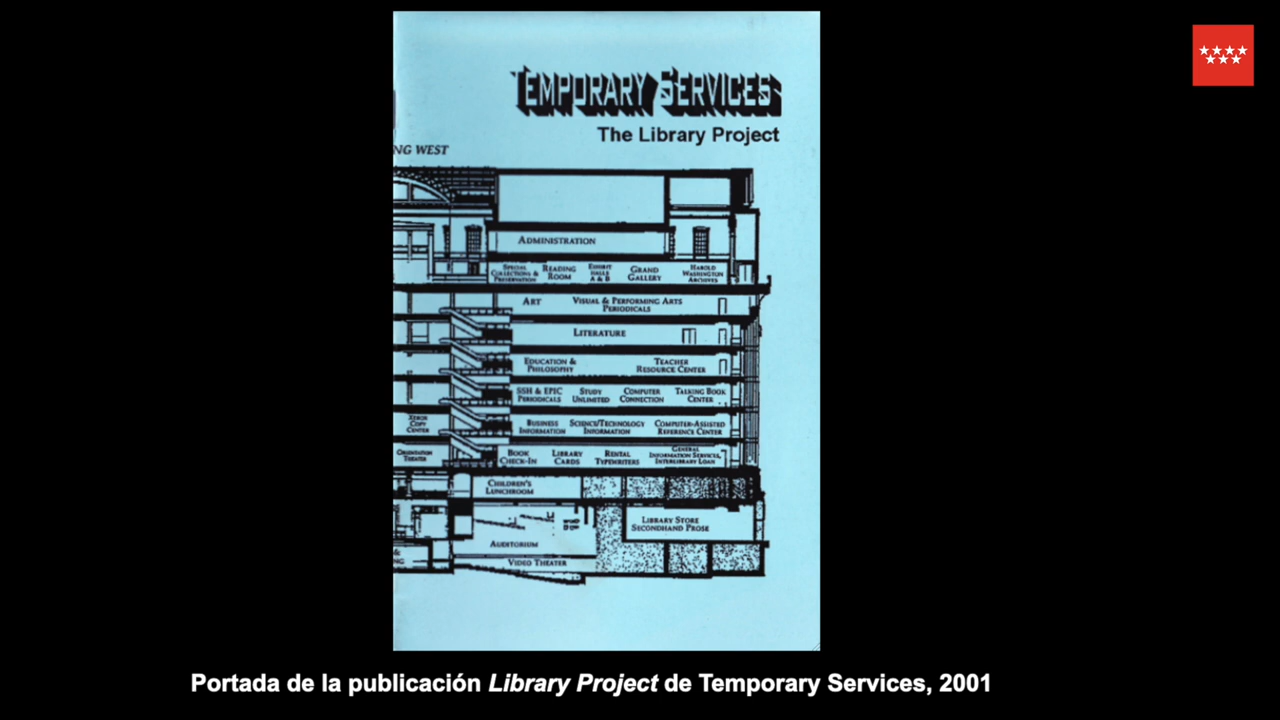 TEMPORARY SERVICES
The Library Project
NG WEST
ADMINISTRATION
SPECIAL
COLLECTIONS &
PRESERVATION
READING
ROOM
EXHIBIT
HALLS
A & B
GRAND
GALLERY
HAROLD
WASHINGTON
ARCHIVES
ART
VISUAL & PERFORMING ARTS
PERIODICALS
LITERATURE
EDUCATION &
PHILOSOPHY
TEACHER
RESOURCE CENTER
SSH & EPIC
PERIODICALS
STUDY
UNLIMITED
COMPUTER
CONNECTION
TALKING BOOK
CENTER
XEROX
COPY
CENTER
BUSINESS
INFORMATION
SCIENCE/TECHNOLOGY
INFORMATION
COMPUTER-ASSISTED
REFERENCE CENTER
ORIENTATION
THEATER
BOOK
CHECK-IN
LIBRARY
CARDS
RENTAL
TYPEWRITERS
GENERAL
INFORMATION SERVICES,
INTERLIBRARY LOAN
CHILDREN'S
LUNCHROOM
LIBRARY STORE
SECONDHAND PROSE
AUDITORIUM
&
NG
VIDEO THEATER
Portada de la publicación Library Project de Temporary Services, 2001